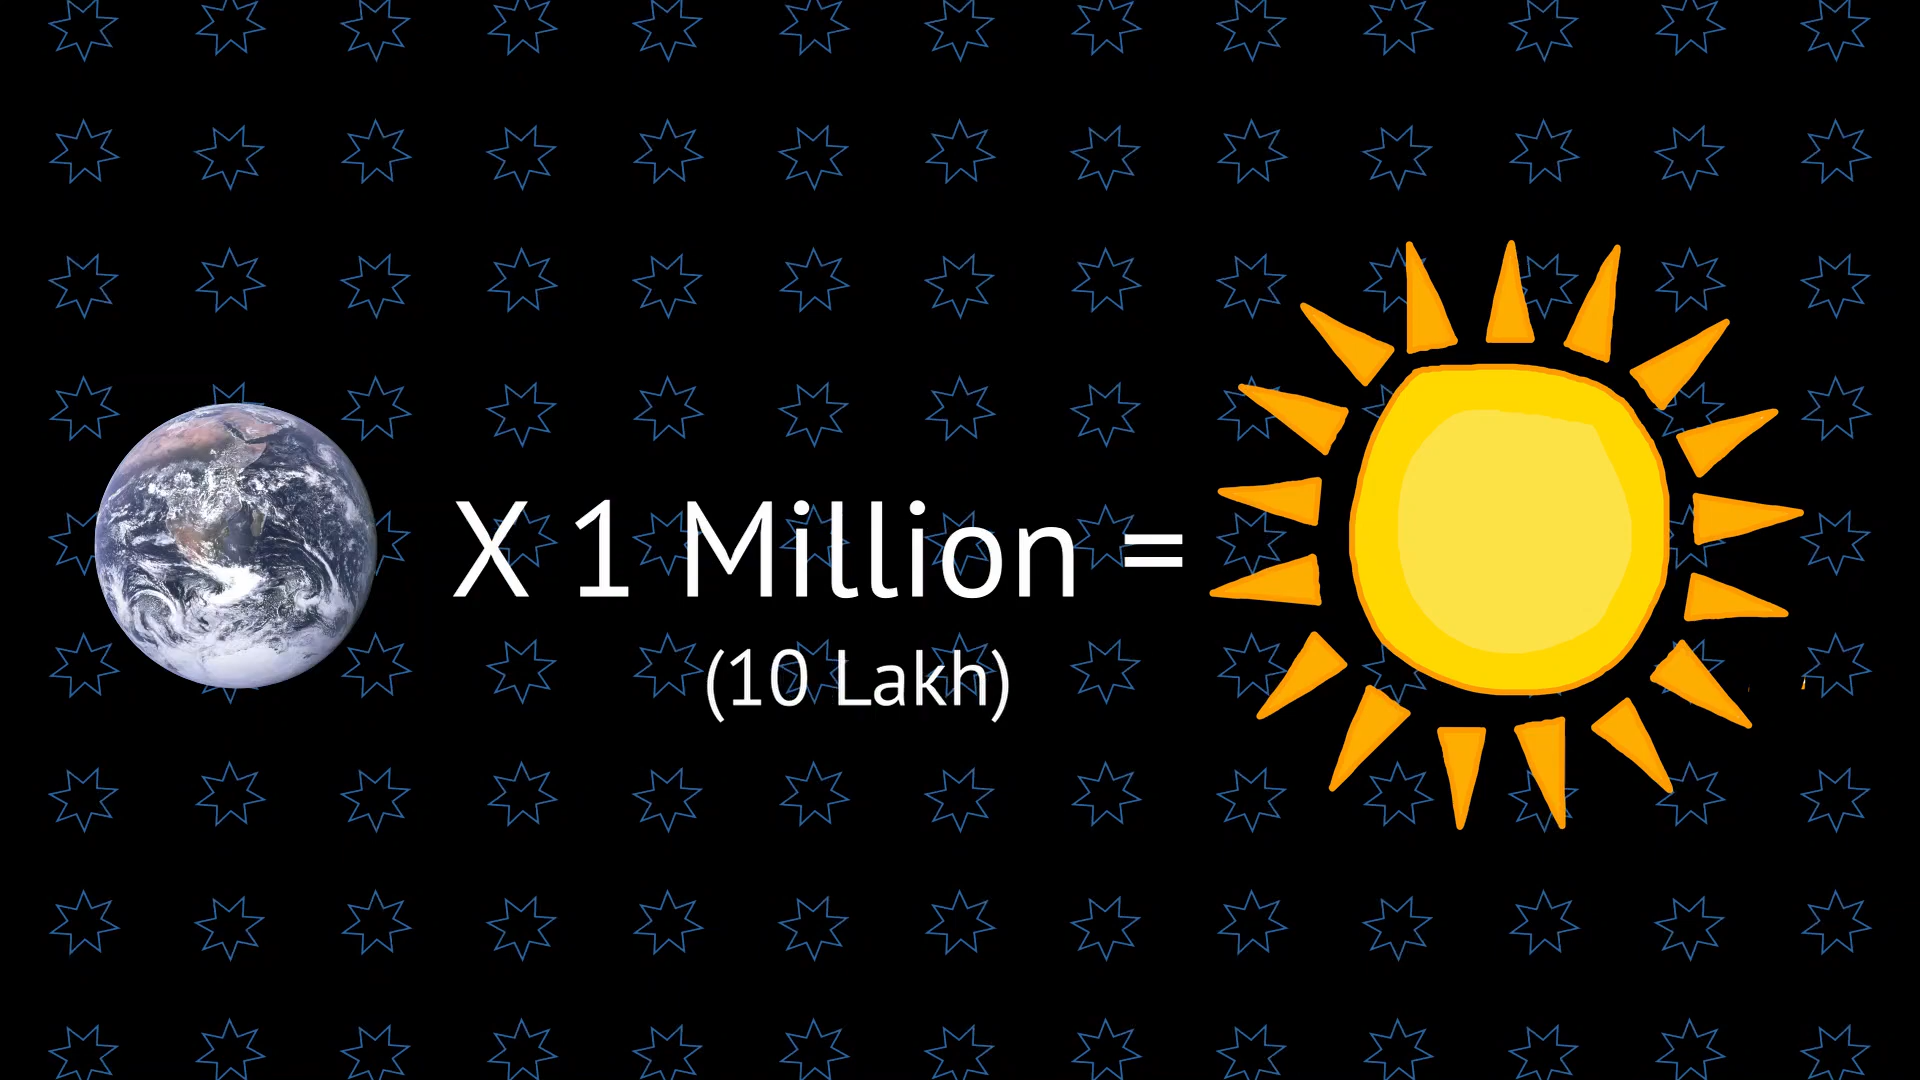 X 1 Million =
(10 Lakh)